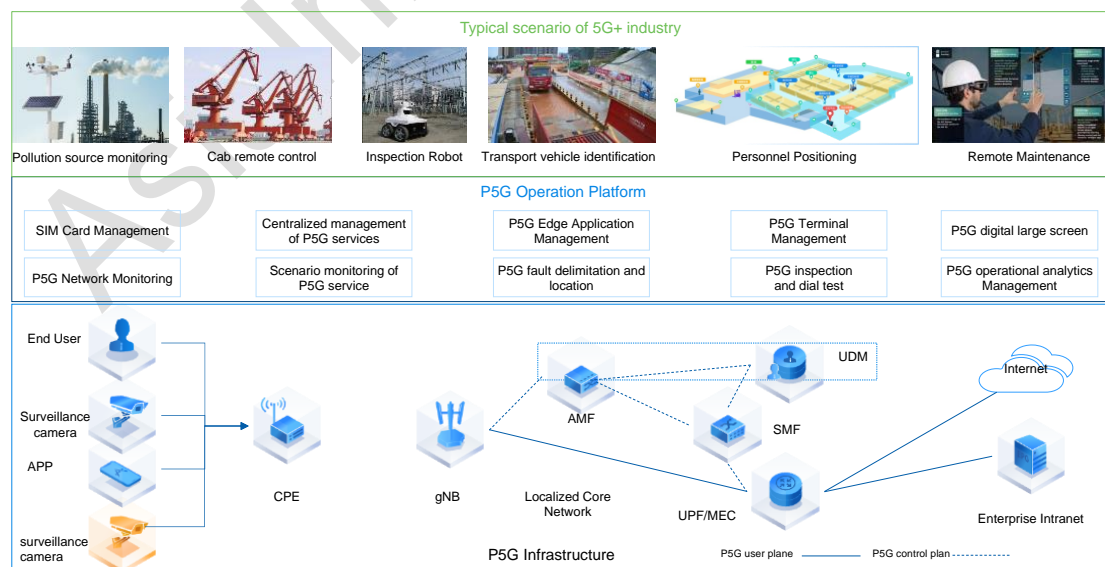 Typical scenario of 5G+ industry
Pollution source monitoring
Cab remote control
Inspection Robot
Transport vehicle identification
Personnel Positioning
Remote Maintenance
P5G Operation Platform
SIM Card Management
Centralized management
of P5G services
P5G Edge Application
Management
P5G Terminal
Management
P5G digital large screen
P5G Network Monitoring
Scenario monitoring of
P5G service
P5G fault delimitation and
location
P5G inspection
and dial test
P5G operational analytics
Management
End User
Surveillance
camera
APP
surveillance
camera
CPE
gNB
AMF
UDM
SMF
Localized Core
Network
UPF/MEC
Internet
Enterprise Intranet
P5G Infrastructure
P5G user plane
P5G control plan